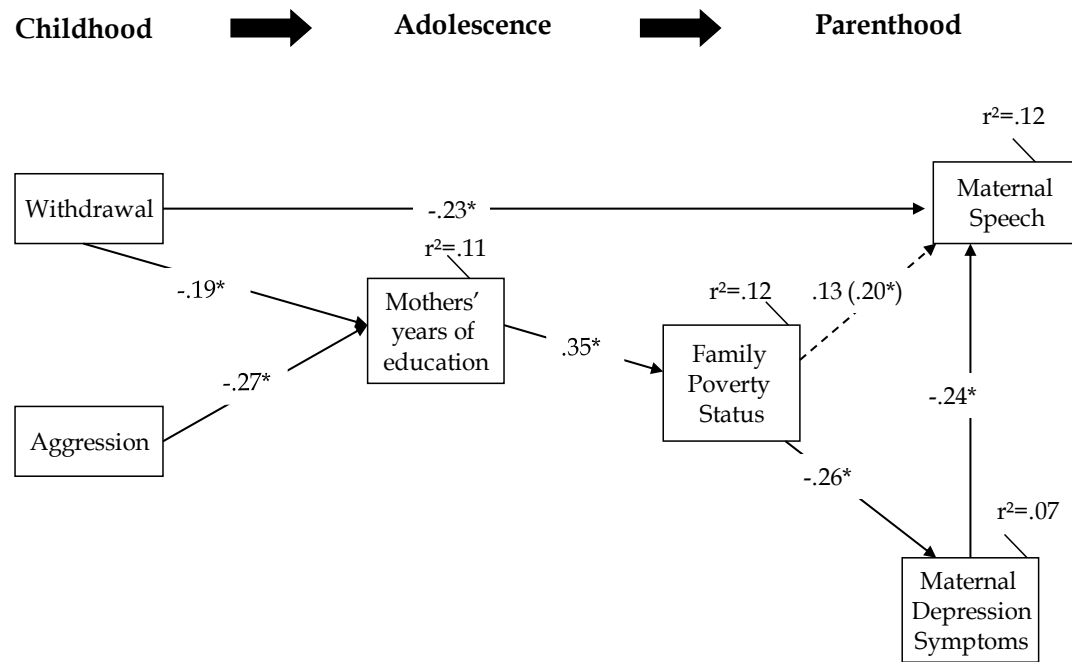 Childhood
Adolescence
Parenthood
r²=.12
Withdrawal
-.23*
Maternal
Speech
r²=.11
-.19*
Mothers'
years of
education
r²=.12
.13 (.20*)
.35*
Family
Poverty
Status
-.27*
-.24*
Aggression
-.26*
r²=.07
Maternal
Depression
Symptoms